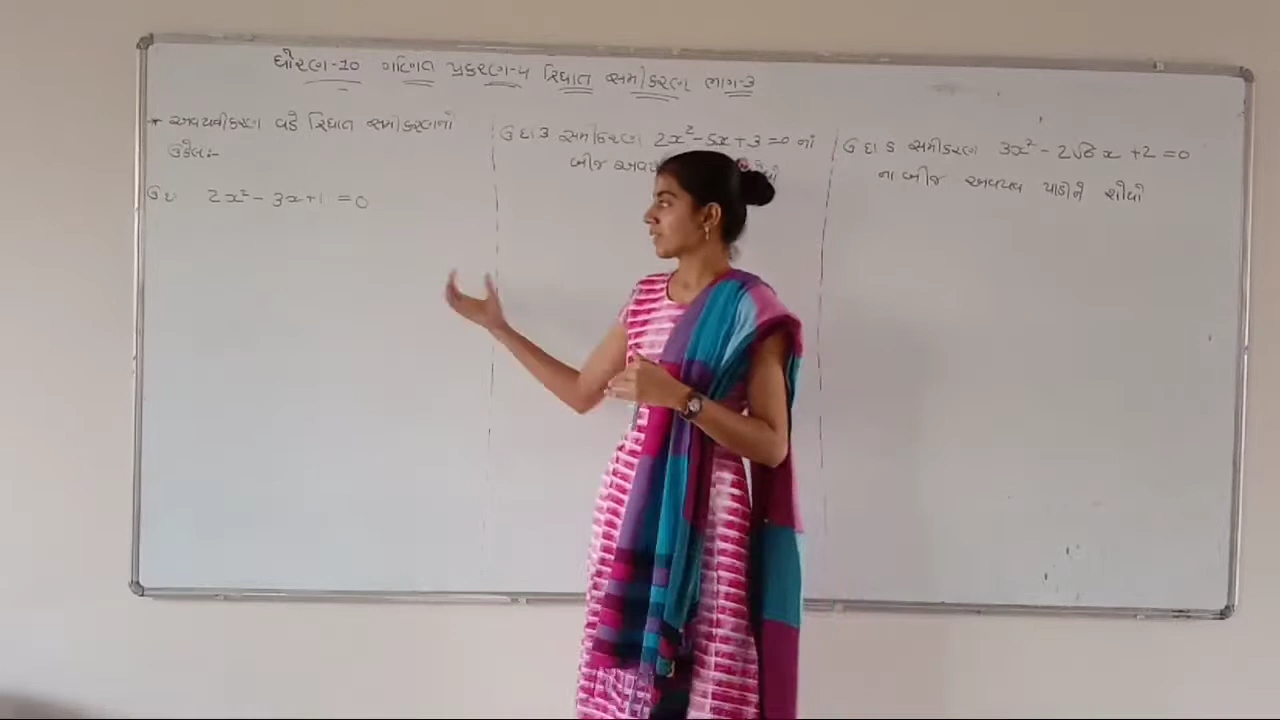 ધોરણ-10 ગણિત પ્રકરણ-4 દ્વિઘાત સમીકરણ ભાગ-3
* અવયવીકરણ વડે દ્વિઘાત સમીકરણનો
ઉકેલ:-
ઉદા 2x² - 3x + 1 = 0
ઉદા 3 સમીકરણ 2x² - 5x + 3 = 0 નાં
બીજ
ઉદા 5 સમીકરણ 3x² - 2√6 x + 2 = 0
ના બીજ અવયવ પાડીને શોધો